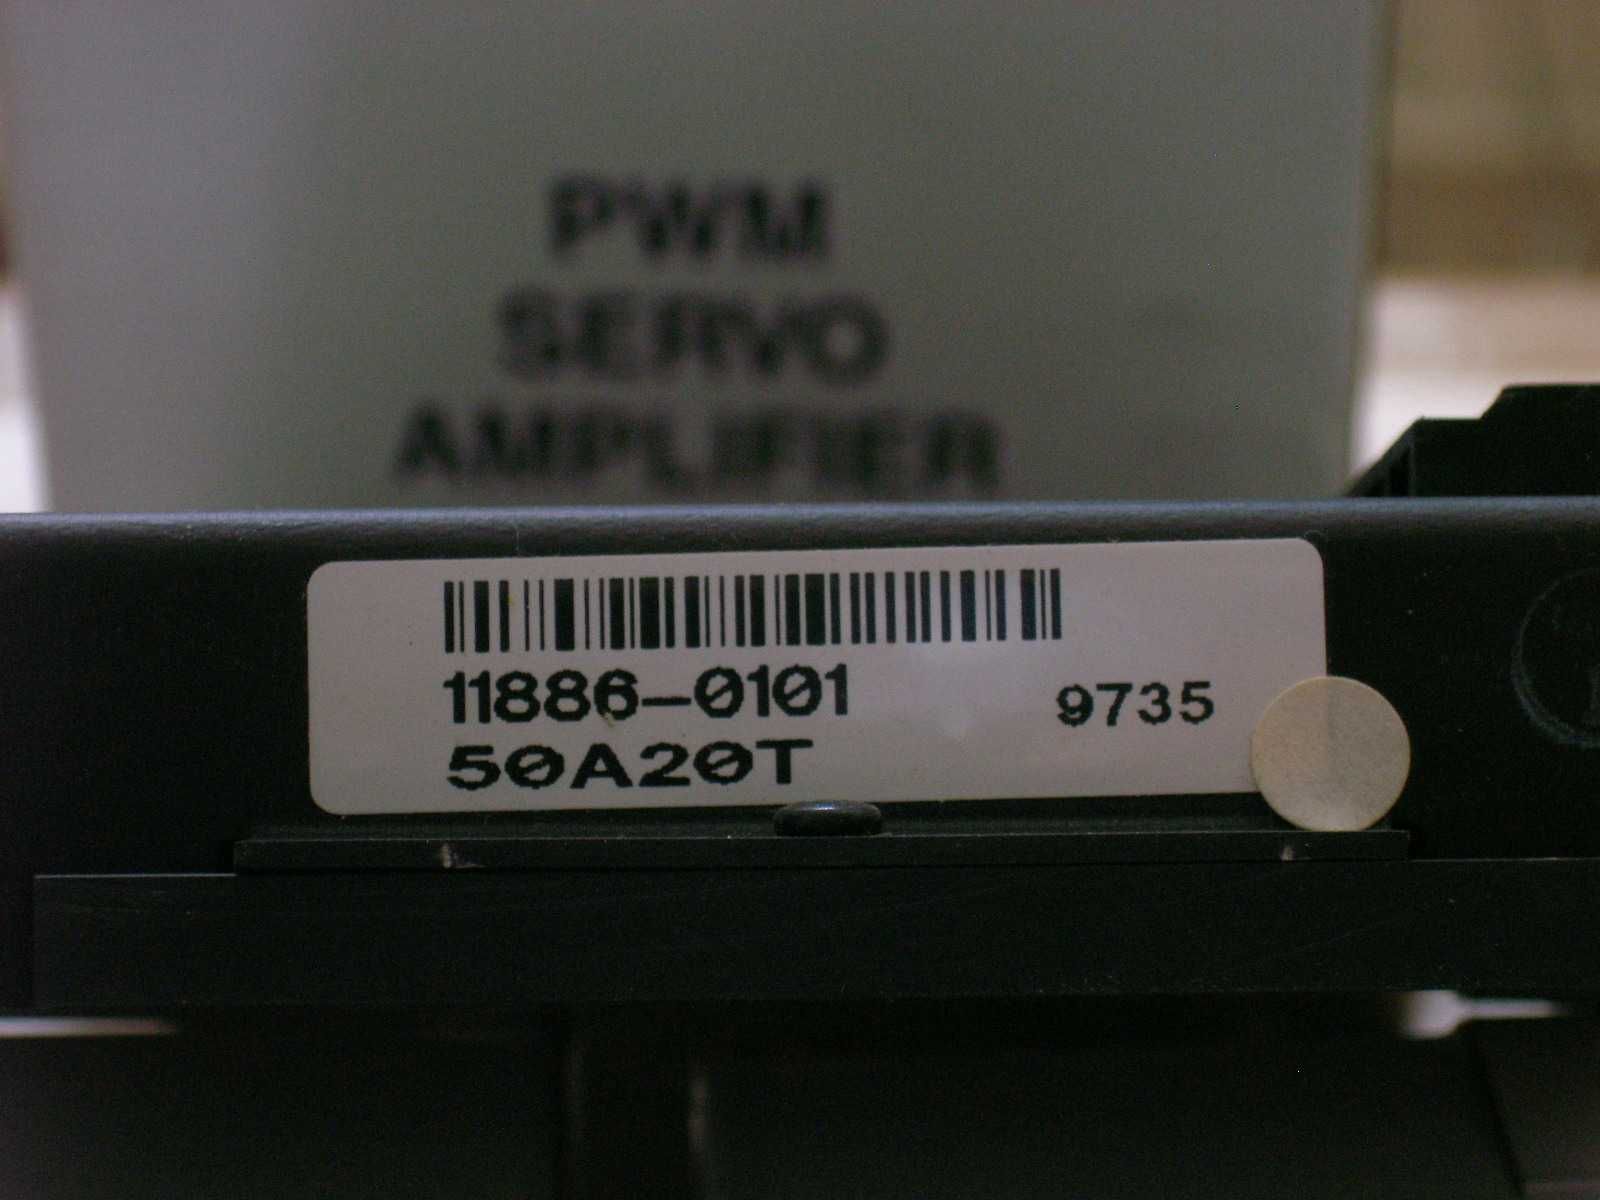 PWM
SERVO
AMPLIFIER
11886-0101
9735
50A20T